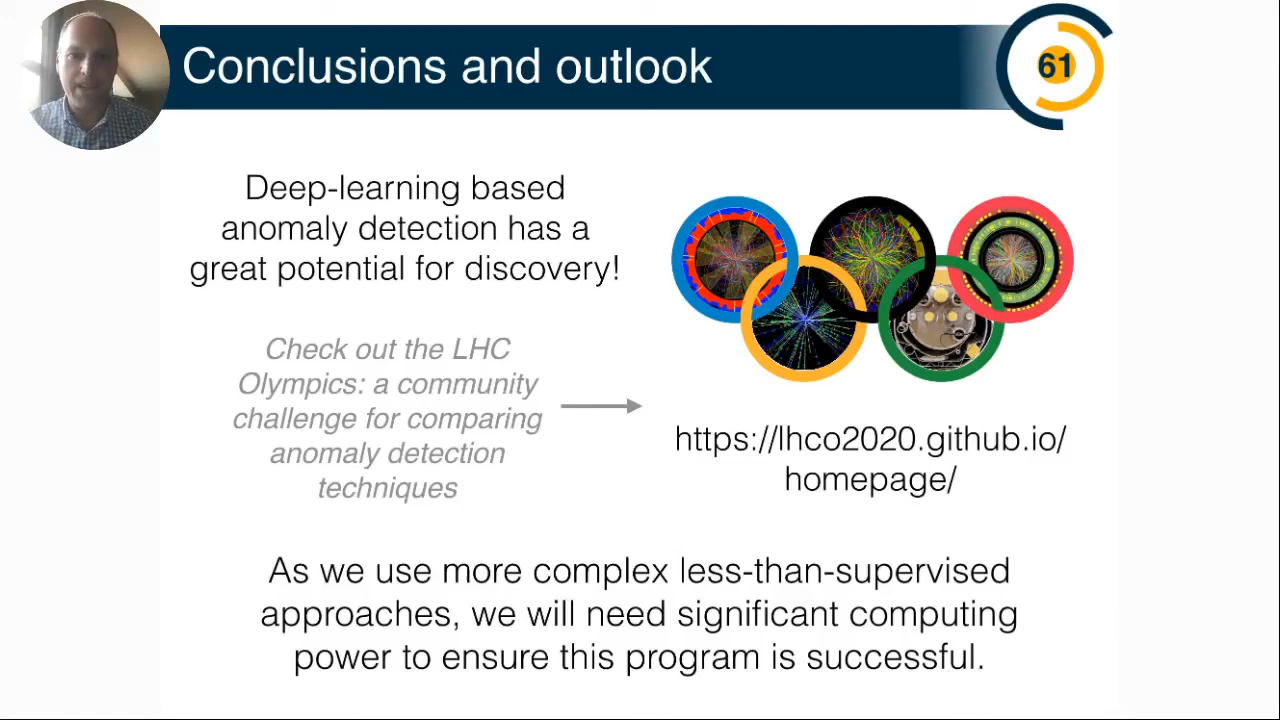 Conclusions and outlook
61
Deep-learning based
anomaly detection has a
great potential for discovery!
Check out the LHC
Olympics: a community
challenge for comparing
anomaly detection
techniques
https://lhco2020.github.io/
homepage/
As we use more complex less-than-supervised
approaches, we will need significant computing
power to ensure this program is successful.